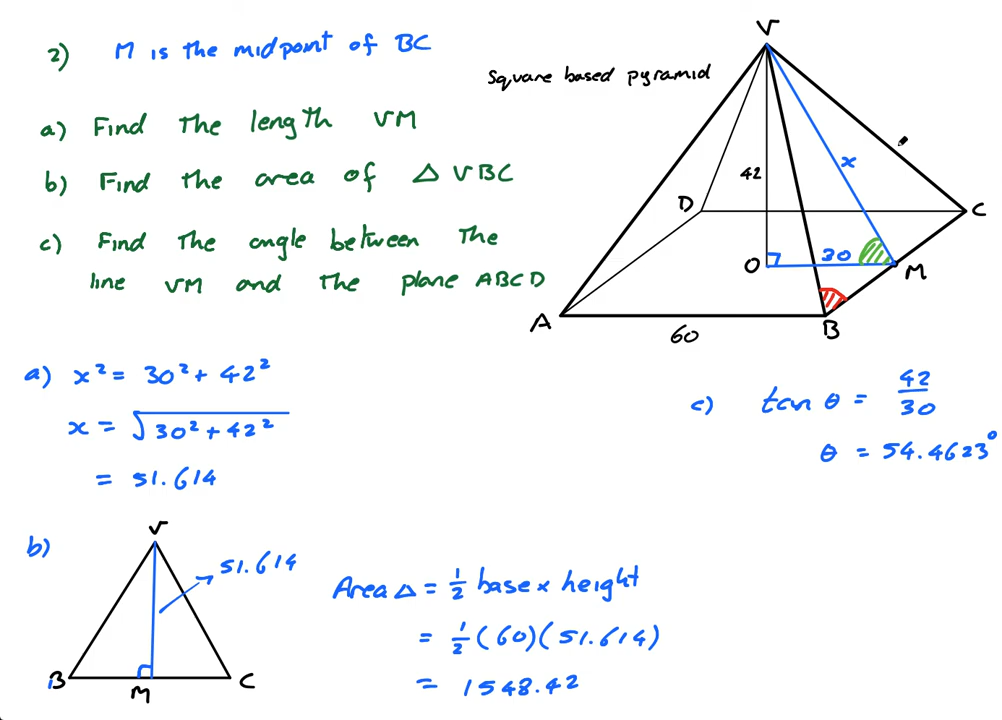 2) M is the midpoint of BC
Square based pyramid
a) Find the length VM
b) Find the area of Δ VBC
c) Find the angle between the
line VM and the plane ABCD
V
42
x
D
C
O
30
M
A
60
B
a) x² = 30² + 42²
x = √30² + 42²
= 51.614
c) tan θ = 42/30
θ = 54.4623°
b)
V
51.614
B
M
C
Area Δ = ½ base × height
= ½ (60)(51.614)
= 1548.42